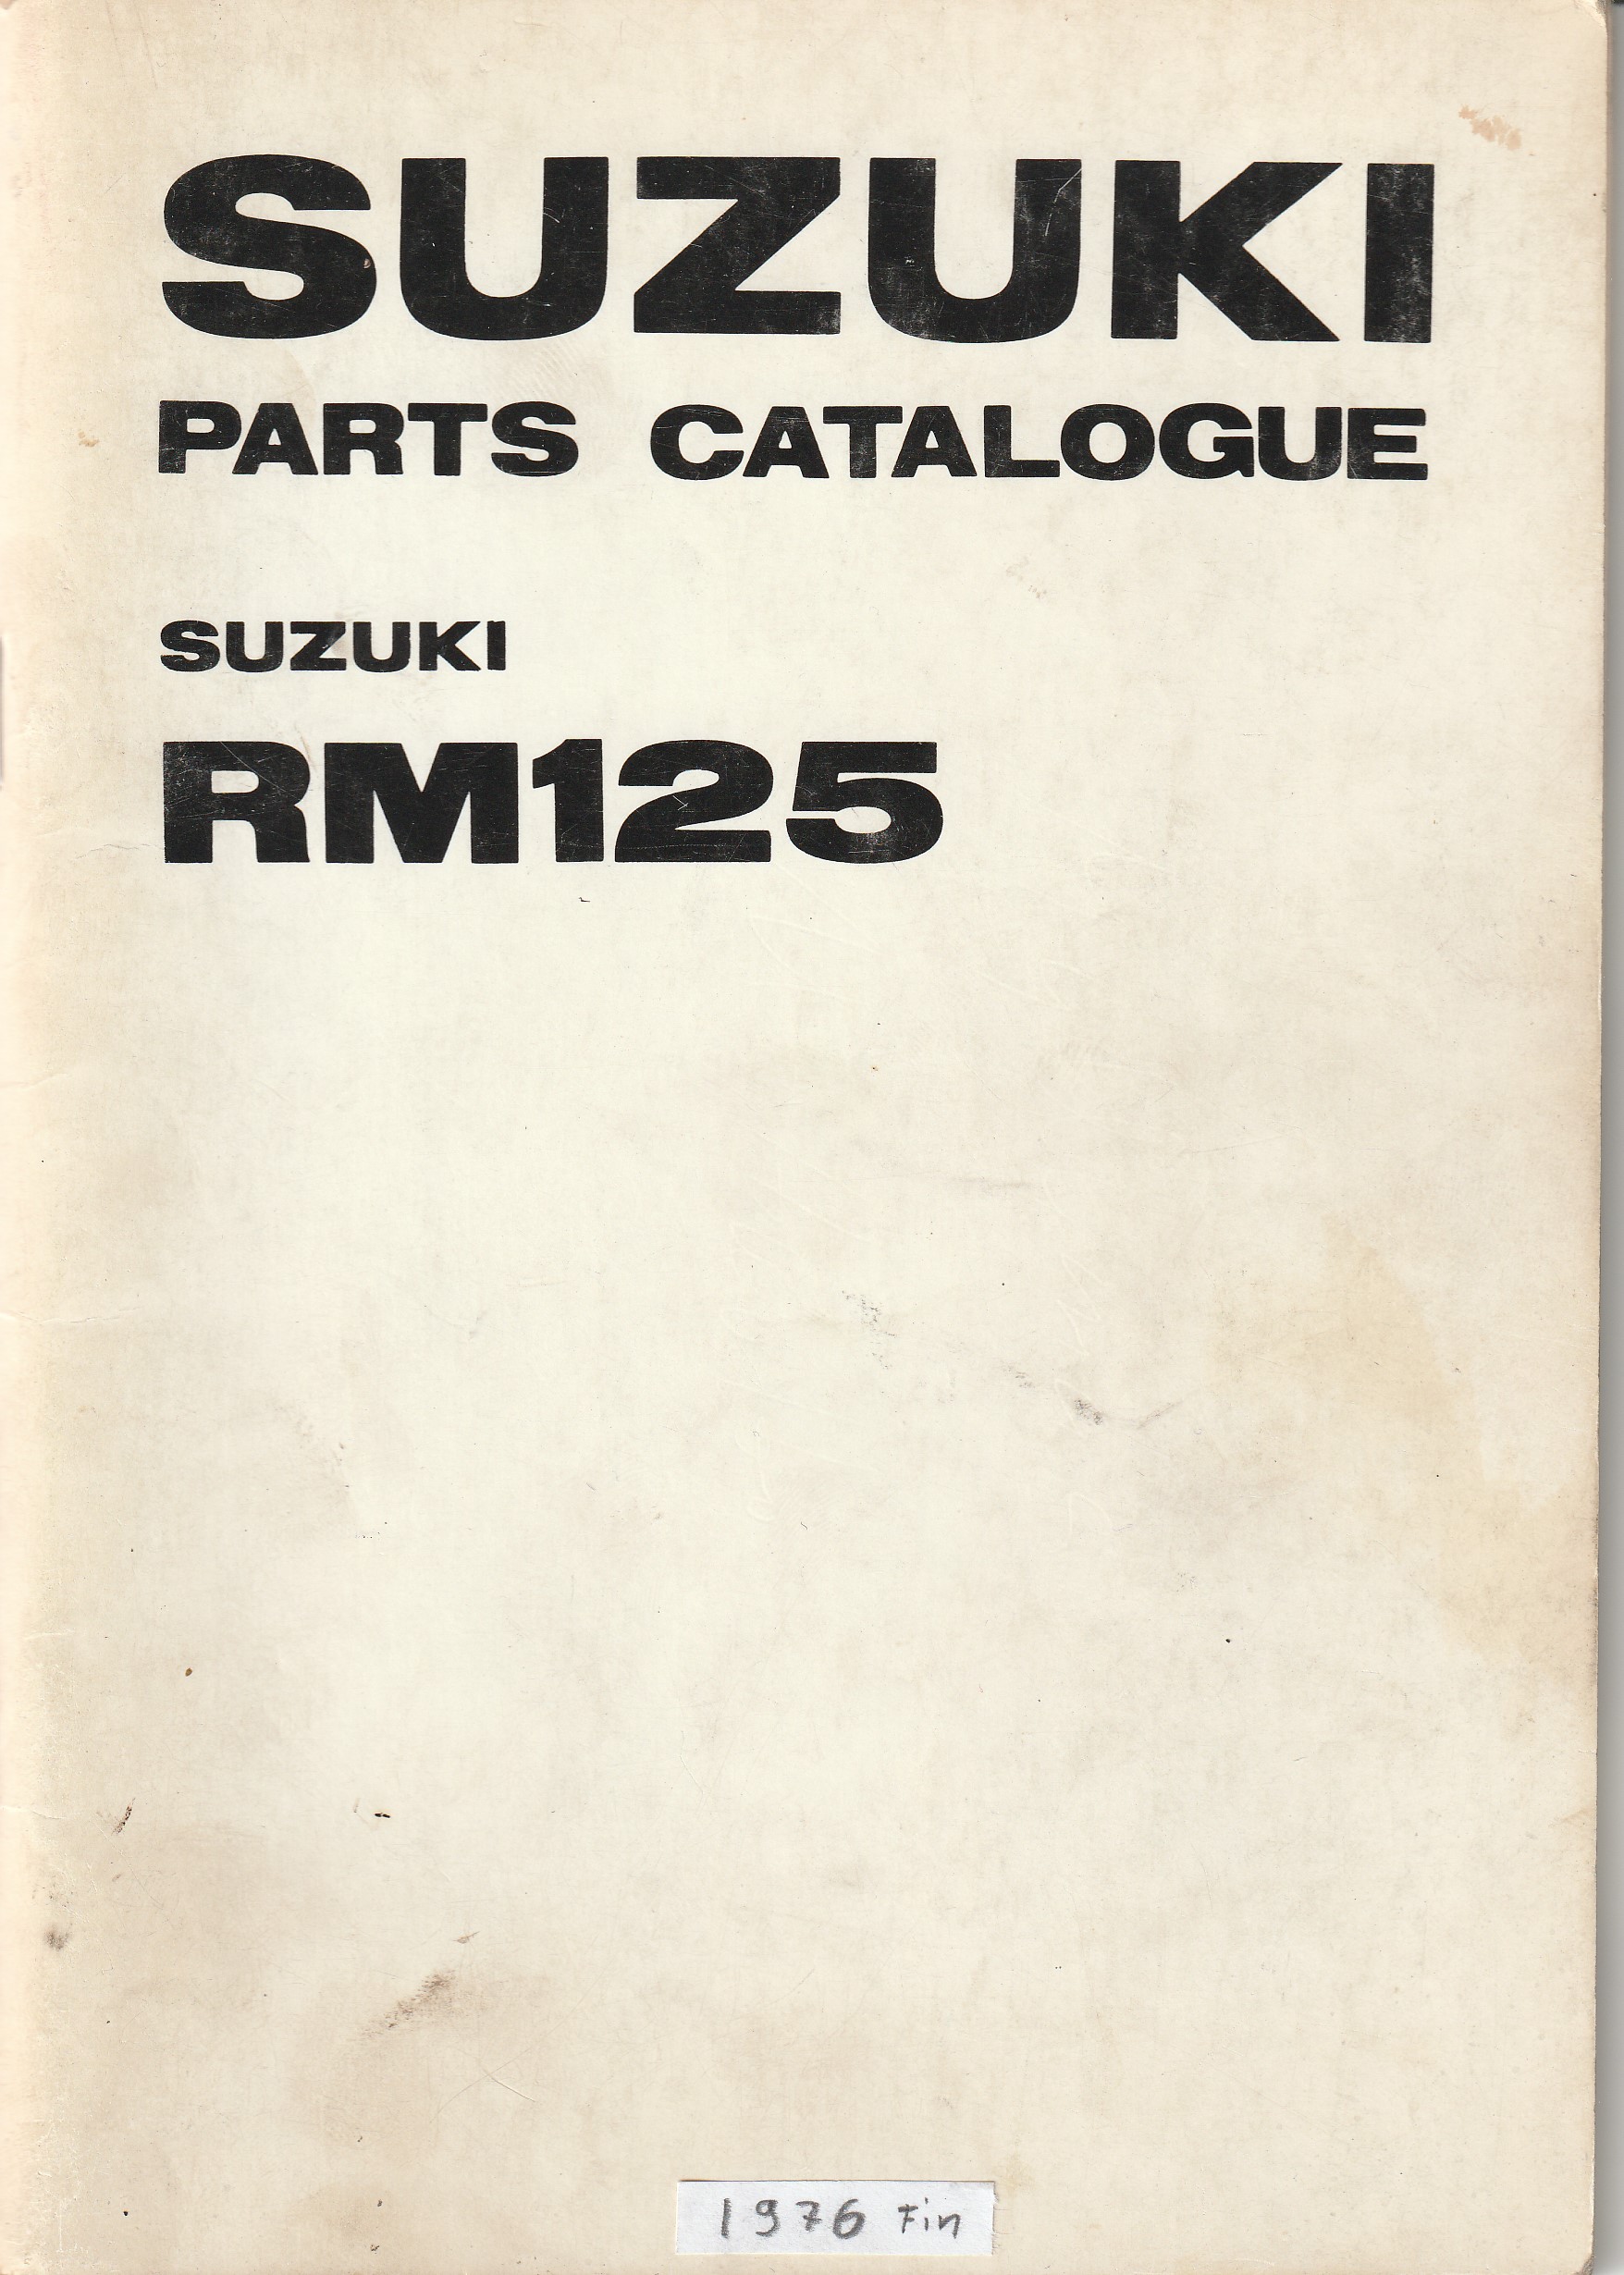 SUZUKI
PARTS CATALOGUE
SUZUKI
RM125
1976 Fin